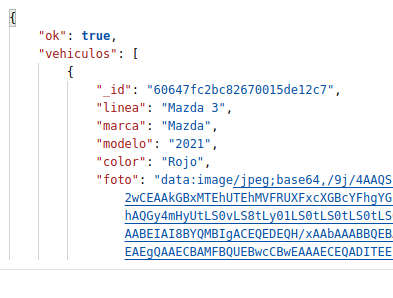 {
"ok": true,
"vehiculos": [
{
"_id": "60647fc2bc82670015de12c7",
"linea": "Mazda 3",
"marca": "Mazda",
"modelo": "2021",
"color": "Rojo",
"foto": "data:image/jpeg;base64,/9j/4AAQS
2wCEAAkGBxMTEhUTEhMVFRUXFxcXGBcYFhgYG
hAQGy4mHyUtLS0vLS8tLy01LS0tLS0tLS0tLS
AABEIAI8BYQMBIgACEQEDEQH/xAAbAAABBQEB
EAEgQAAECBAMFBQUEBwcCBwEAAAECEQADITEE